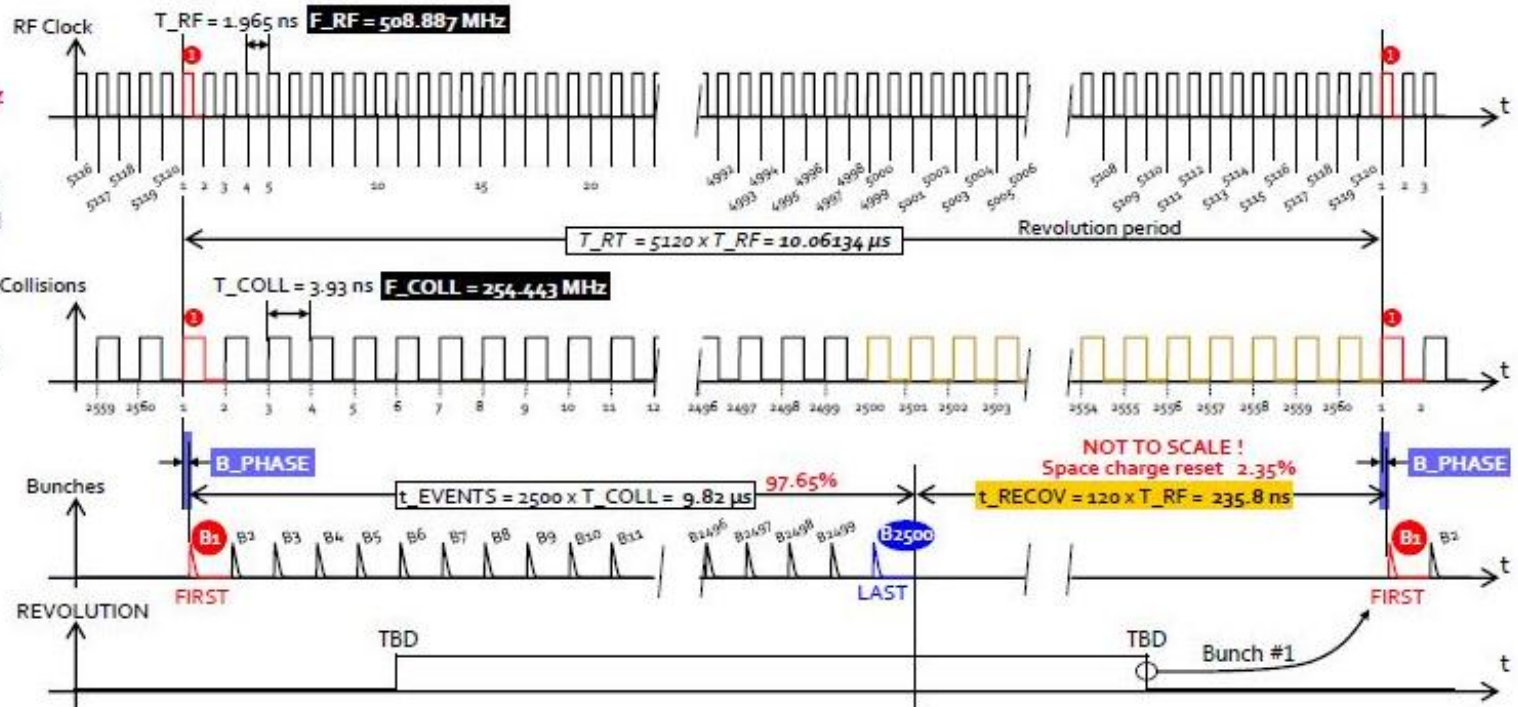 T_RF = 1.965 ns F_RF = 508.887 MHz
RF Clock
1
1
t
5116 5117 5118 5119 5120 1 2 3 4 5 10 15 20
4992 4993 4994 4995 4996 4997 4998 4999 5000 5001 5002 5003 5004 5005 5006
5108 5109 5110 5111 5112 5113 5114 5115 5116 5117 5118 5119 5120 1 2 3
T_RT = 5120 x T_RF = 10.06134 µs
Revolution period
Collisions
T_COLL = 3.93 ns F_COLL = 254.443 MHz
1
1
t
2559 2560 1 2 3 4 5 6 7 8 9 10 11 12
2496 2497 2498 2499 2500 2501 2502 2503
2554 2555 2556 2557 2558 2559 2560 1 2
B_PHASE
NOT TO SCALE !
Space charge reset 2.35%
B_PHASE
Bunches
t_EVENTS = 2500 x T_COLL = 9.82 µs
97.65%
t_RECOV = 120 x T_RF = 235.8 ns
B1 B2 B3 B4 B5 B6 B7 B8 B9 B10 B11
B2496 B2497 B2498 B2499 B2500
B1 B2
t
FIRST
LAST
FIRST
REVOLUTION
TBD
TBD
Bunch #1
t